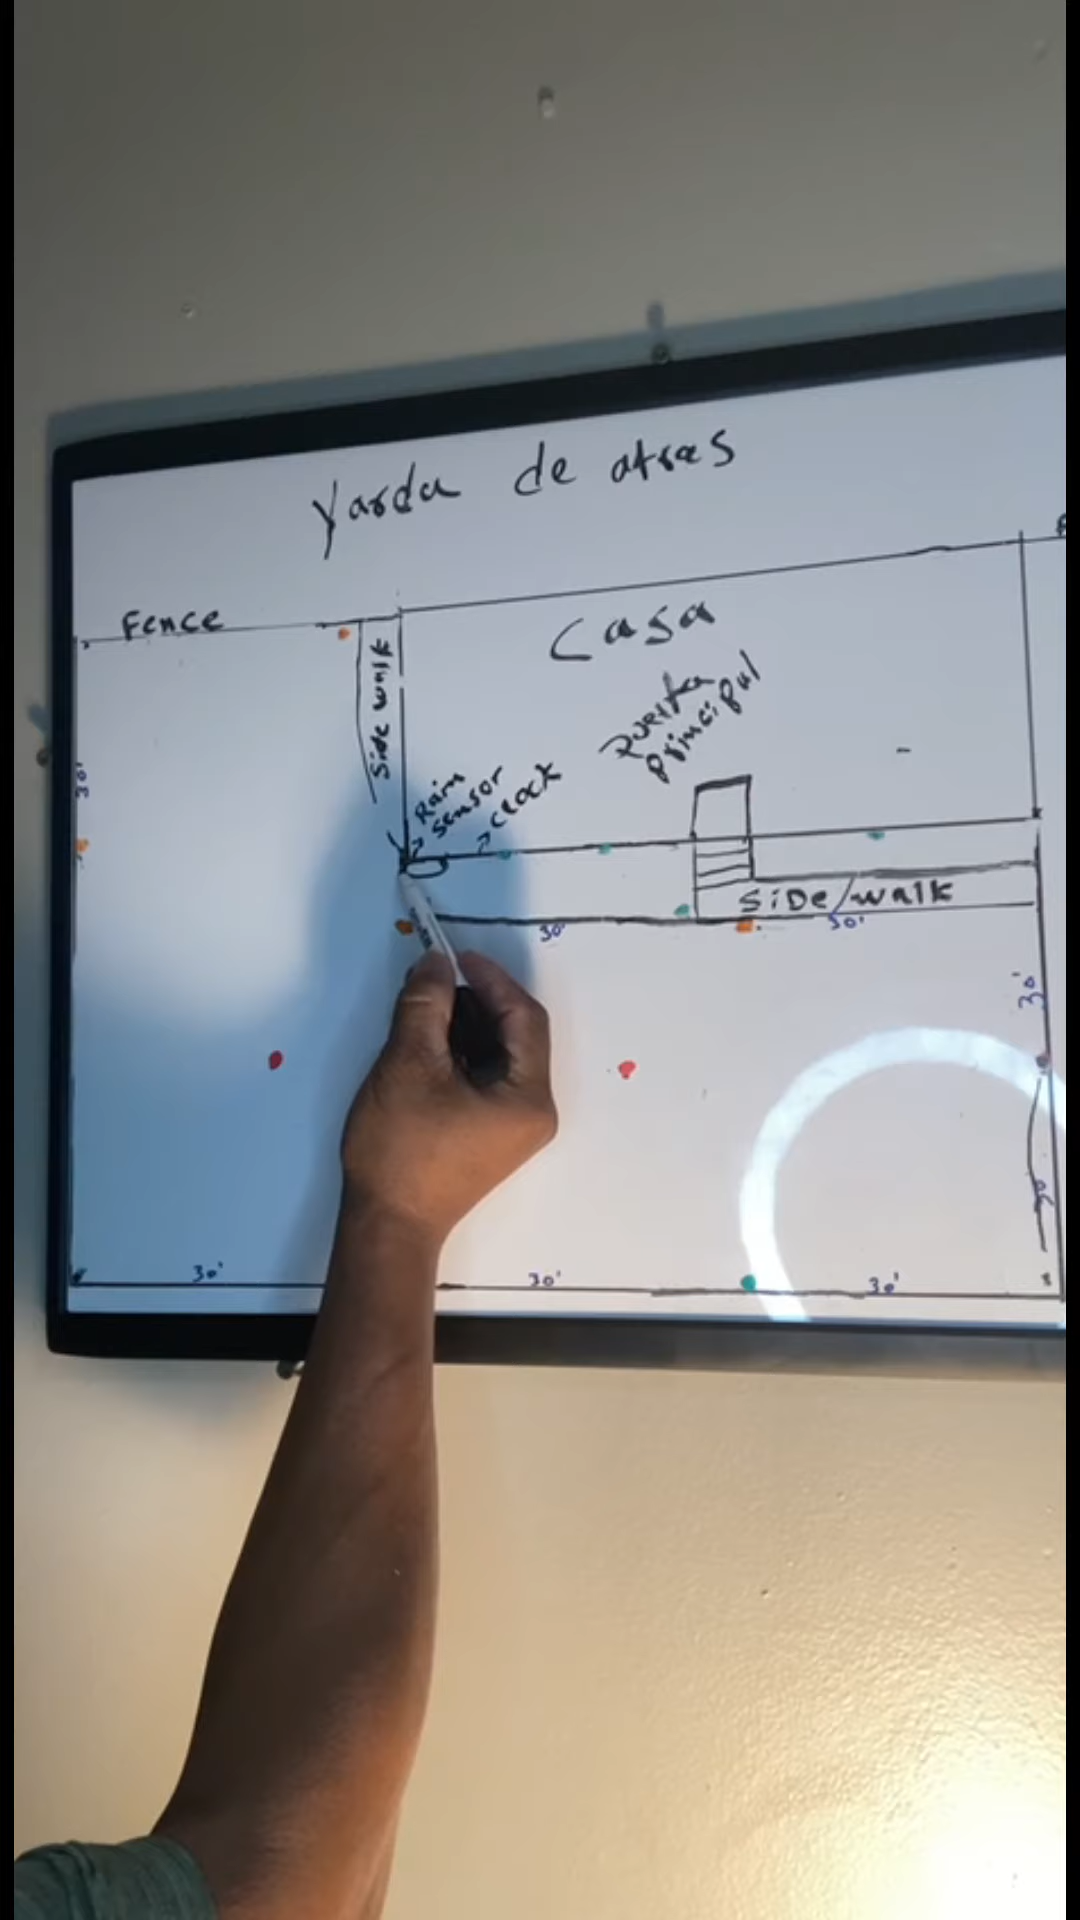 Yarda de atras
Fence
Casa
Side walk
Puerta
Principal
Rain
sensor
clock
30'
SiDe/walk
30'
30'
30'
30'
30'
30'
30'